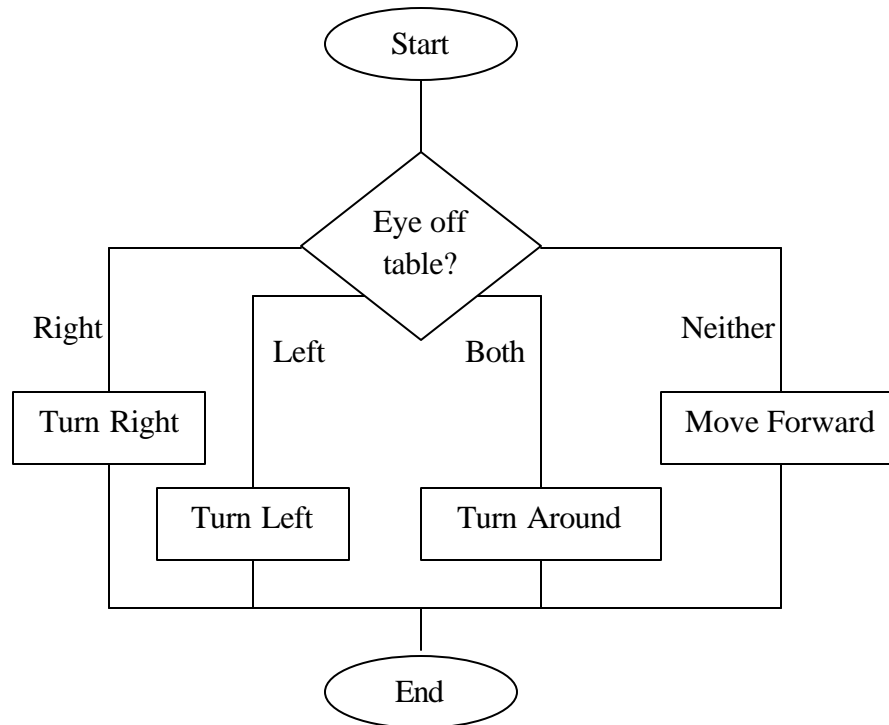 Start
Eye off
table?
Right
Left
Both
Neither
Turn Right
Move Forward
Turn Left
Turn Around
End